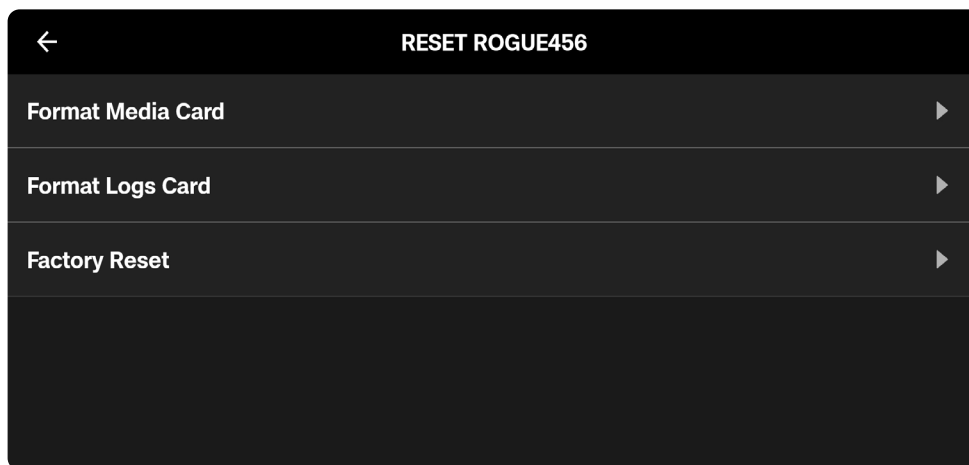 RESET ROGUE456
Format Media Card
Format Logs Card
Factory Reset